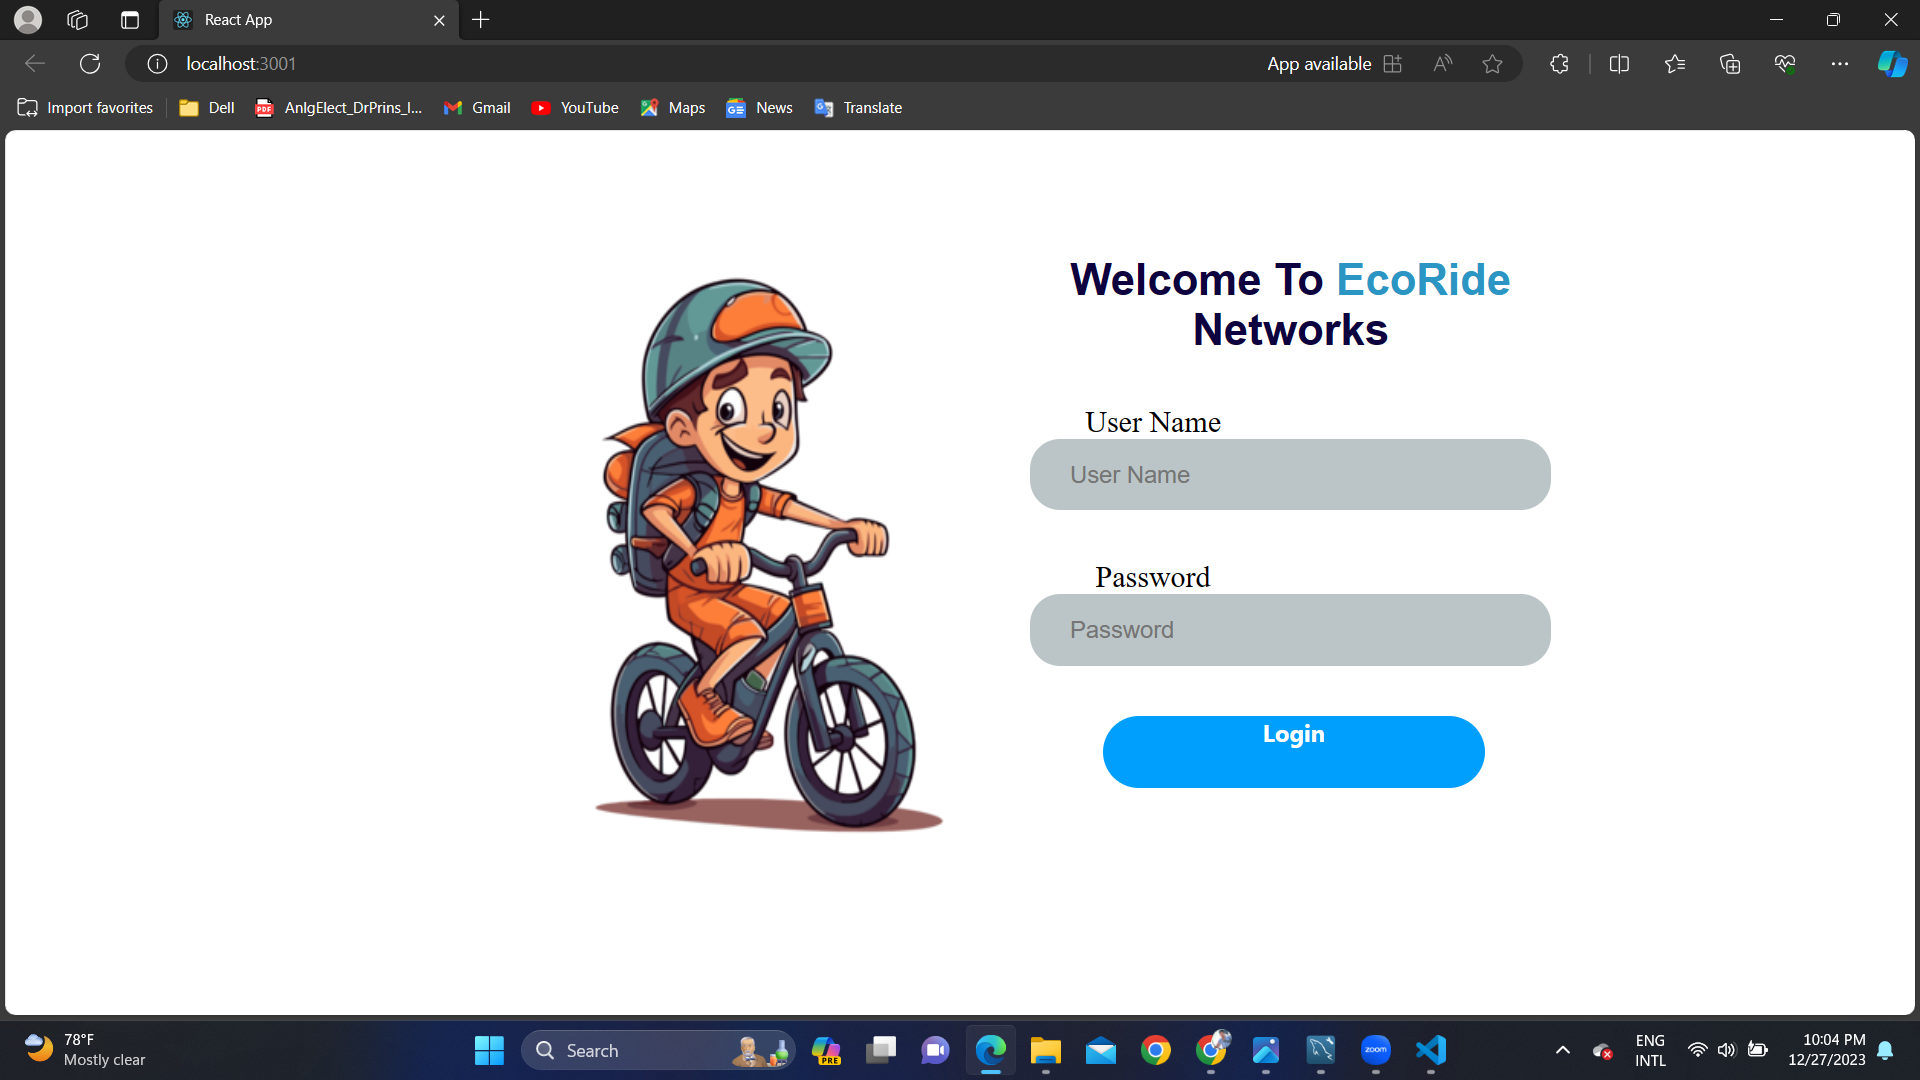 React App
localhost:3001
App available
Import favorites
Dell
AnlgElect_DrPrins_I...
Gmail
YouTube
Maps
News
Translate
Welcome To EcoRide
Networks
User Name
User Name
Password
Password
Login
78°F
Mostly clear
Search
PRE
zoom
ENG
INTL
10:04 PM
12/27/2023